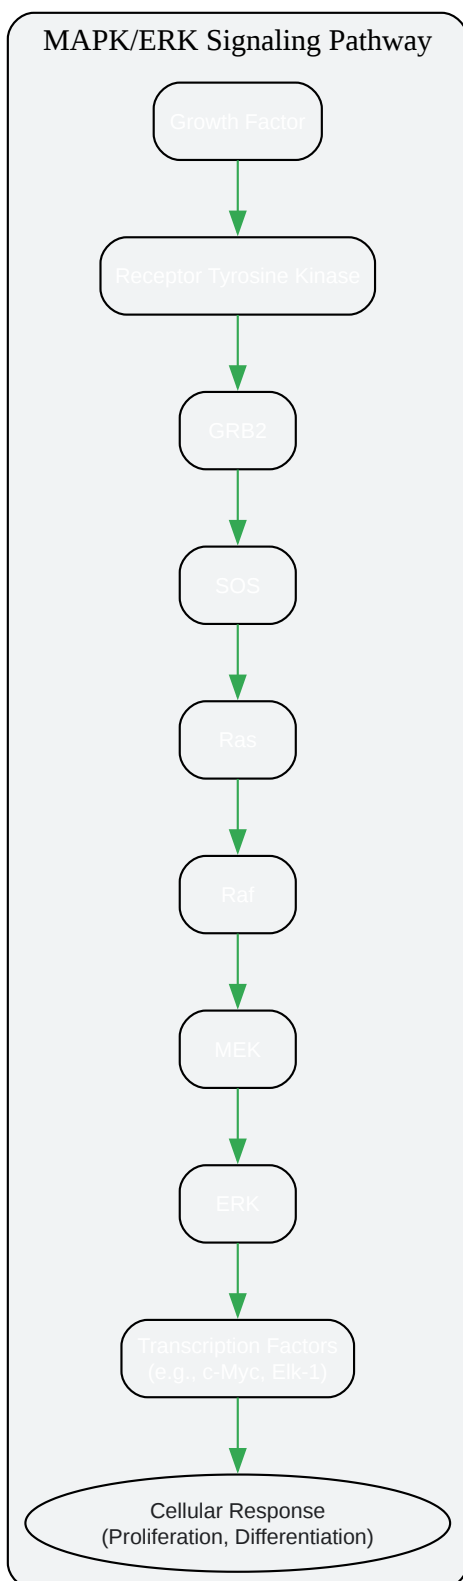 MAPK/ERK Signaling Pathway
Growth Factor
Receptor Tyrosine Kinase
GRB2
SOS
Ras
Raf
MEK
ERK
Transcription Factors
(e.g., c-Myc, Elk-1)
Cellular Response
(Proliferation, Differentiation)